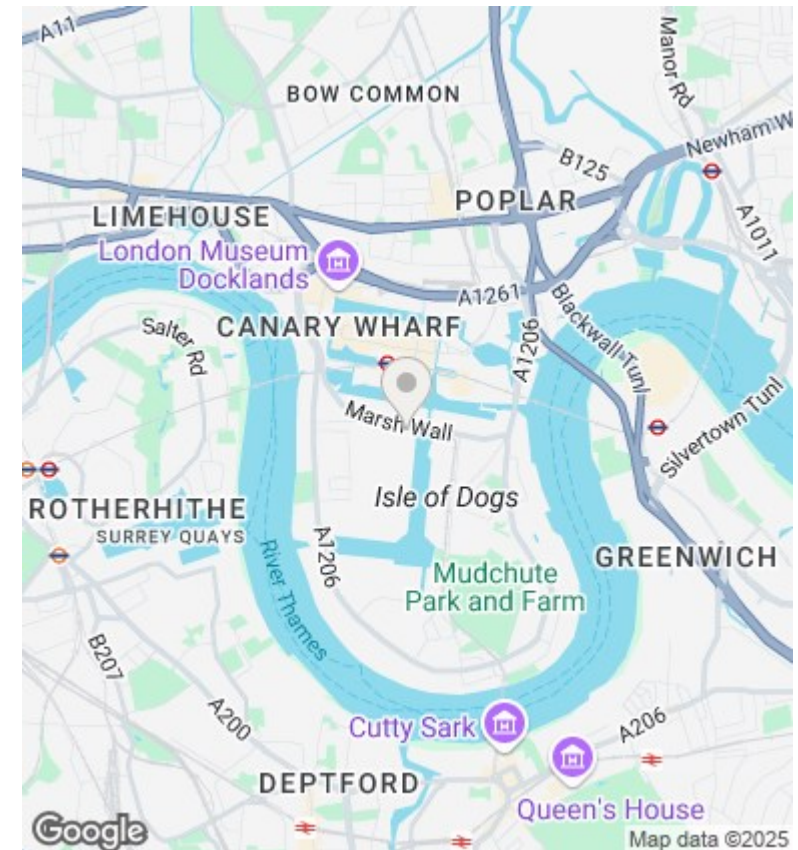 A11
Manor Rd
BOW COMMON
Newham W
B125
POPLAR
LIMEHOUSE
A1011
London Museum
Docklands
A1261
Salter Rd
CANARY WHARF
A1206
Blackwall Tunl
Marsh Wall
Silvertown Tunl
Isle of Dogs
ROTHERHITHE
SURREY QUAYS
A1206
River Thames
GREENWICH
Mudchute
Park and Farm
B207
A200
Cutty Sark
A206
DEPTFORD
Queen's House
Google
Map data ©2025